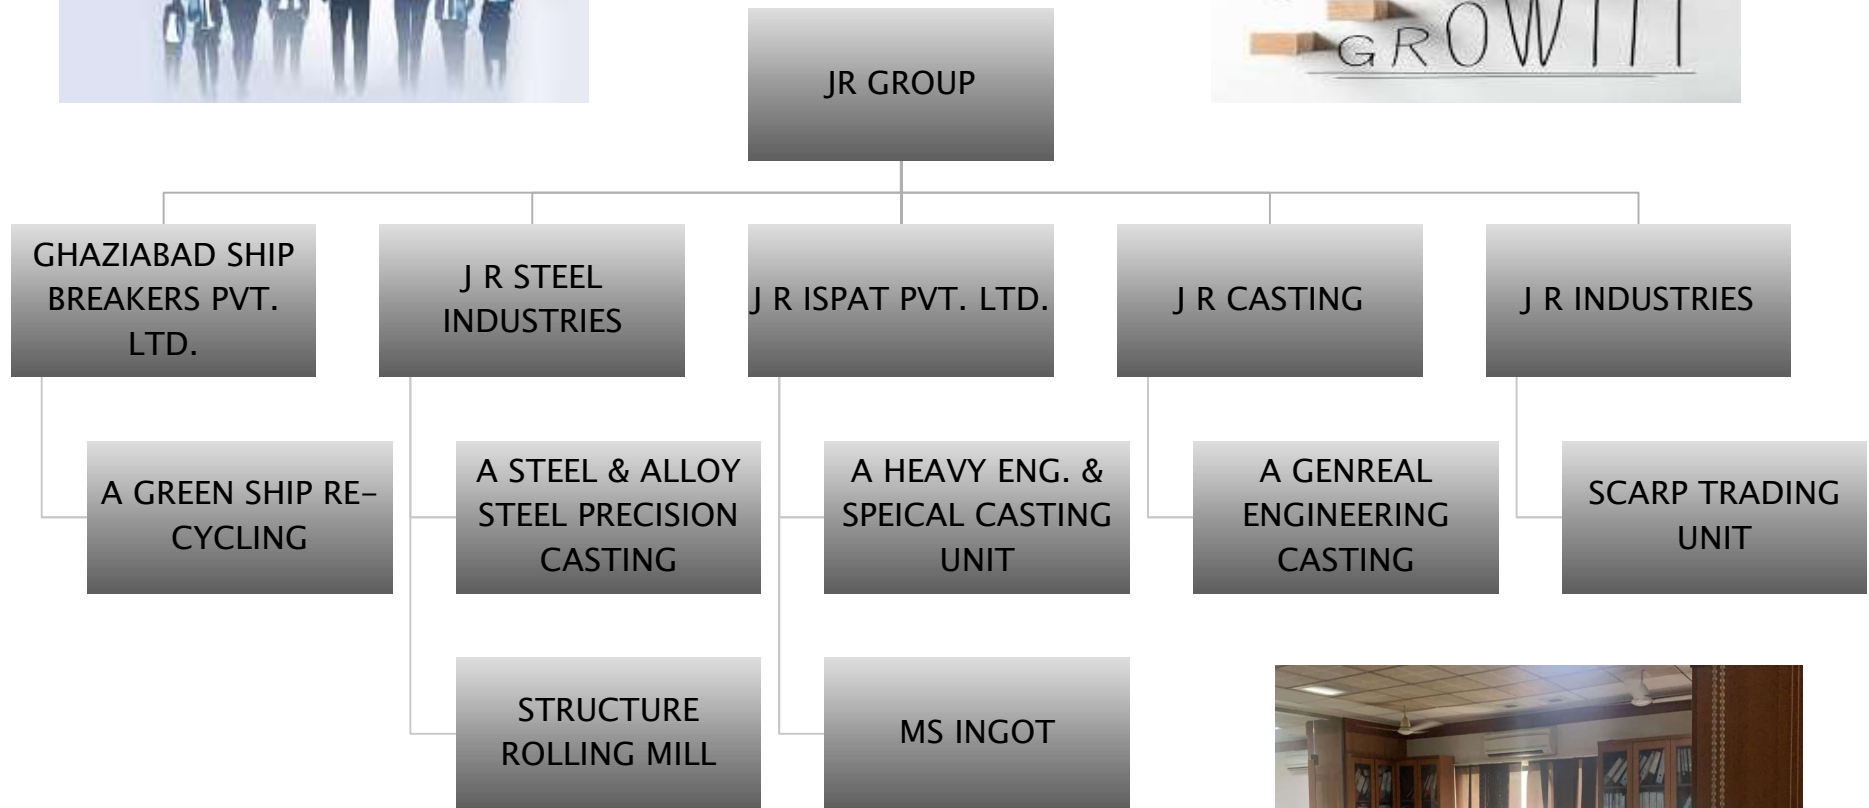 GROWTH
JR GROUP
GHAZIABAD SHIP
BREAKERS PVT.
LTD.
J R STEEL
INDUSTRIES
J R ISPAT PVT. LTD.
J R CASTING
J R INDUSTRIES
A GREEN SHIP RE-
CYCLING
A STEEL & ALLOY
STEEL PRECISION
CASTING
A HEAVY ENG. &
SPEICAL CASTING
UNIT
A GENREAL
ENGINEERING
CASTING
SCARP TRADING
UNIT
STRUCTURE
ROLLING MILL
MS INGOT